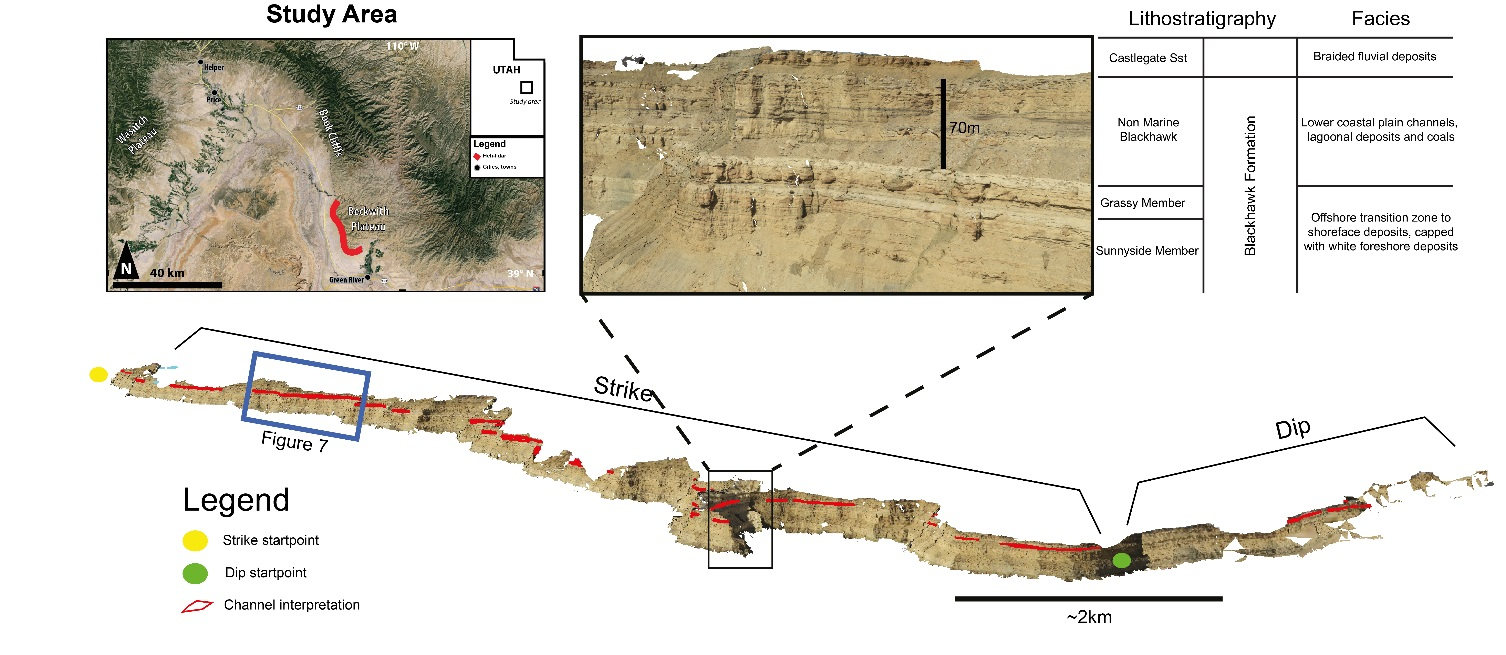 Study Area
110° W
Helper
Price
Wasatch
Plateau
Book Cliffs
Beckwith
Plateau
Green River
39° N
N
40 km
UTAH
Study area
Legend
Cities, towns
70m
Lithostratigraphy
Facies
Castlegate Sst
Braided fluvial deposits
Non Marine
Blackhawk
Blackhawk Formation
Lower coastal plain channels,
lagoonal deposits and coals
Grassy Member
Sunnyside Member
Offshore transition zone to
shoreface deposits, capped
with white foreshore deposits
Strike
Dip
Figure 7
Legend
Strike startpoint
Dip startpoint
Channel interpretation
~2km